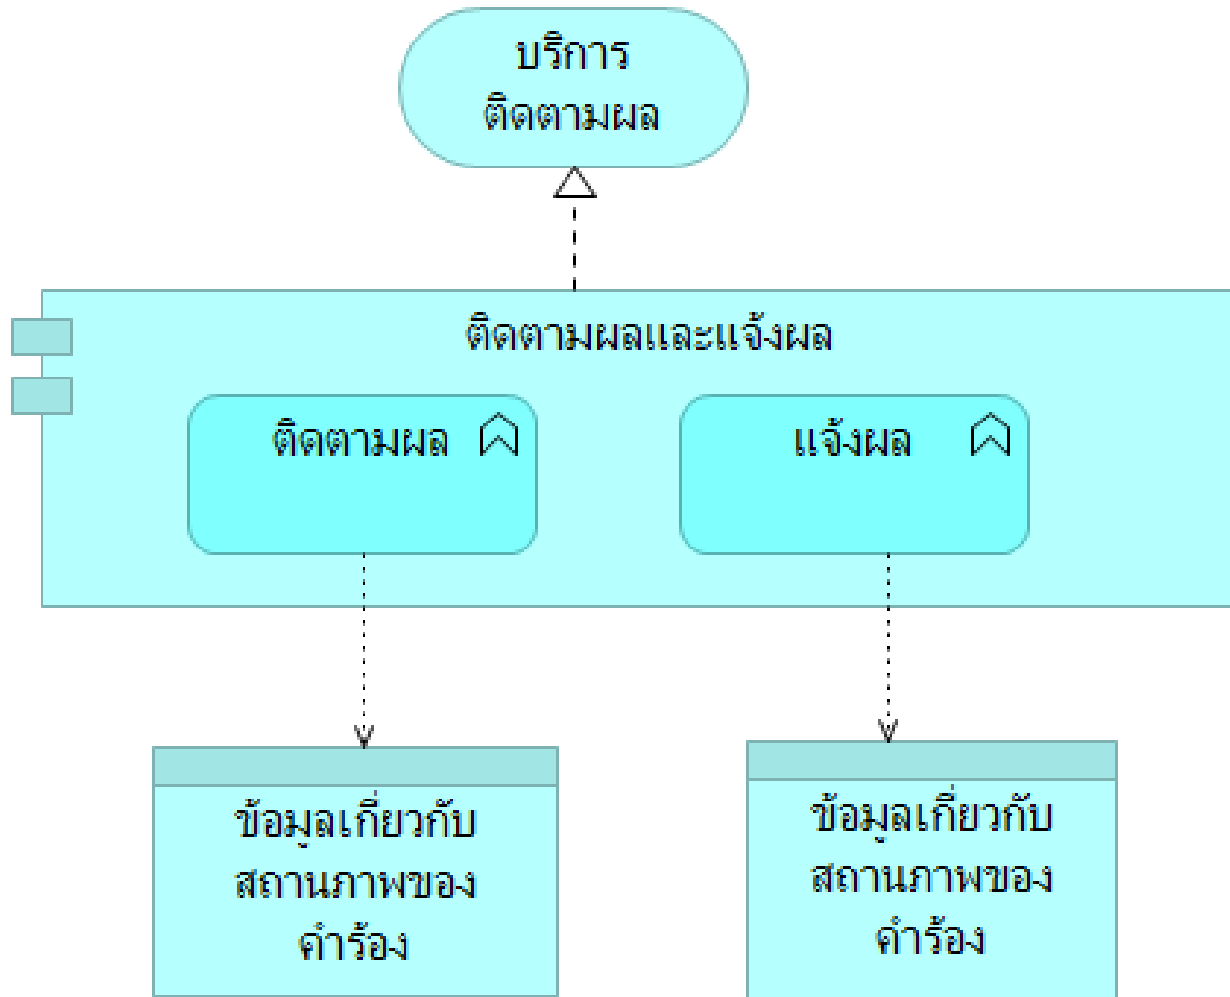 บริการ
ติดตามผล
ติดตามผลและแจ้งผล
ติดตามผล
แจ้งผล
ข้อมูลเกี่ยวกับ
สถานภาพของ
คำร้อง
ข้อมูลเกี่ยวกับ
สถานภาพของ
คำร้อง